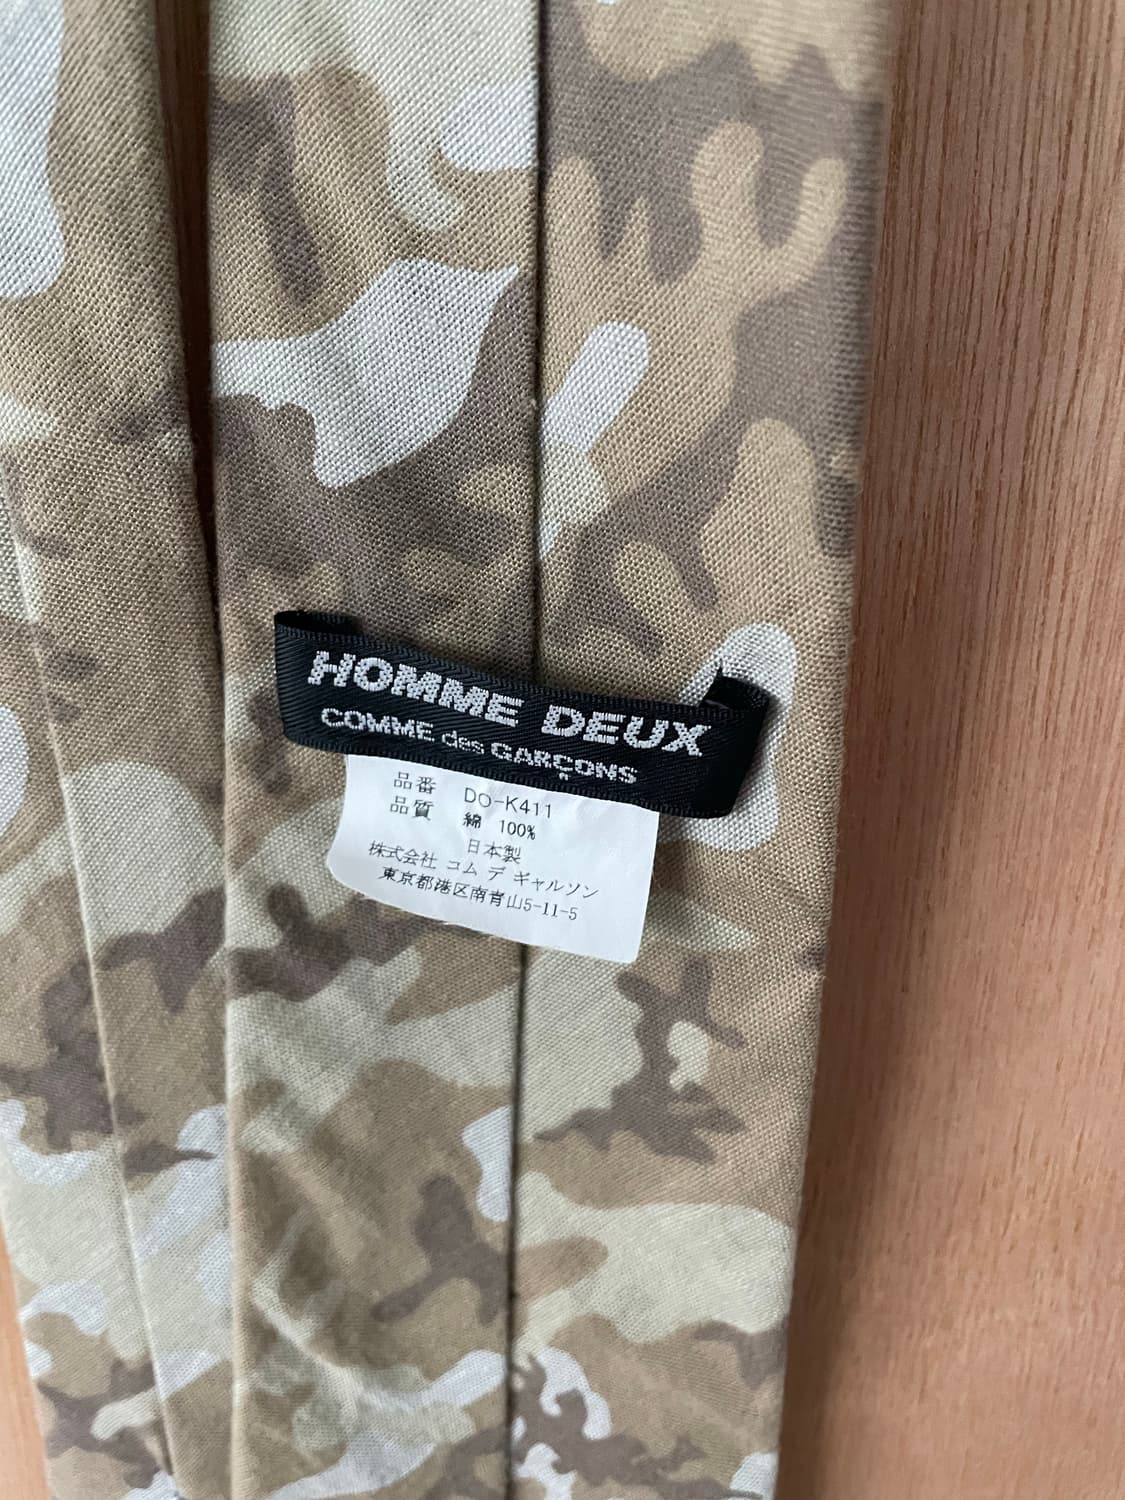 HOMME DEUX
COMME des GARÇONS
品番 DO-K411
品質 綿 100%
日本製
株式会社 コム デ ギャルソン
東京都港区南青山5-11-5